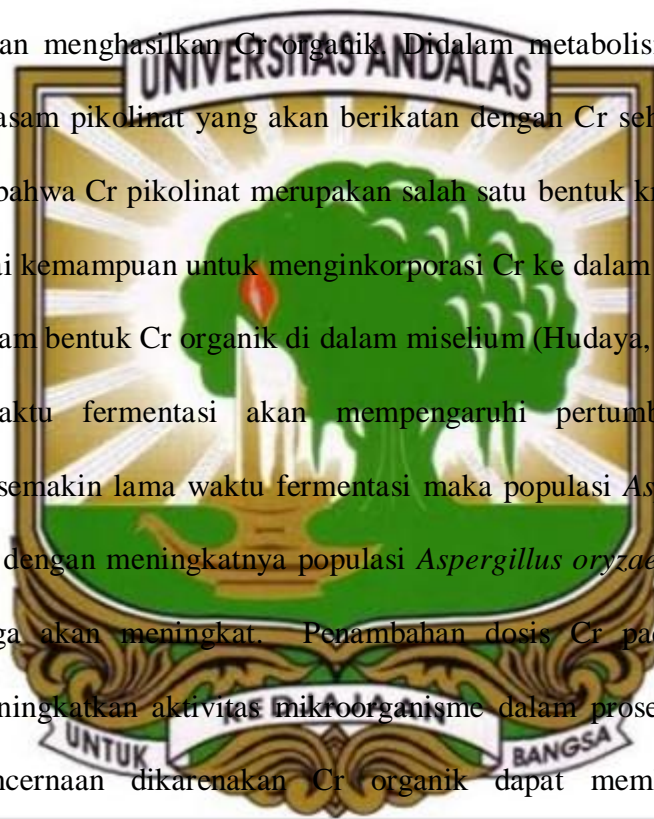 an menghasilkan Cr organik. Didalam metabolis
UNIVERSITAS ANDALAS
asam pikolinat yang akan berikatan dengan Cr seh
bahwa Cr pikolinat merupakan salah satu bentuk k
ai kemampuan untuk menginkorporasi Cr ke dalam
am bentuk Cr organik di dalam miselium (Hudaya,
aktu fermentasi akan mempengaruhi pertumb
semakin lama waktu fermentasi maka populasi As
dengan meningkatnya populasi Aspergillus oryzae
ga akan meningkat. Penambahan dosis Cr pa
ningkatkan aktivitas mikroorganisme dalam prose
UNTUK KEDJAJAAN BANGSA
ncernaan dikarenakan Cr organik dapat mem